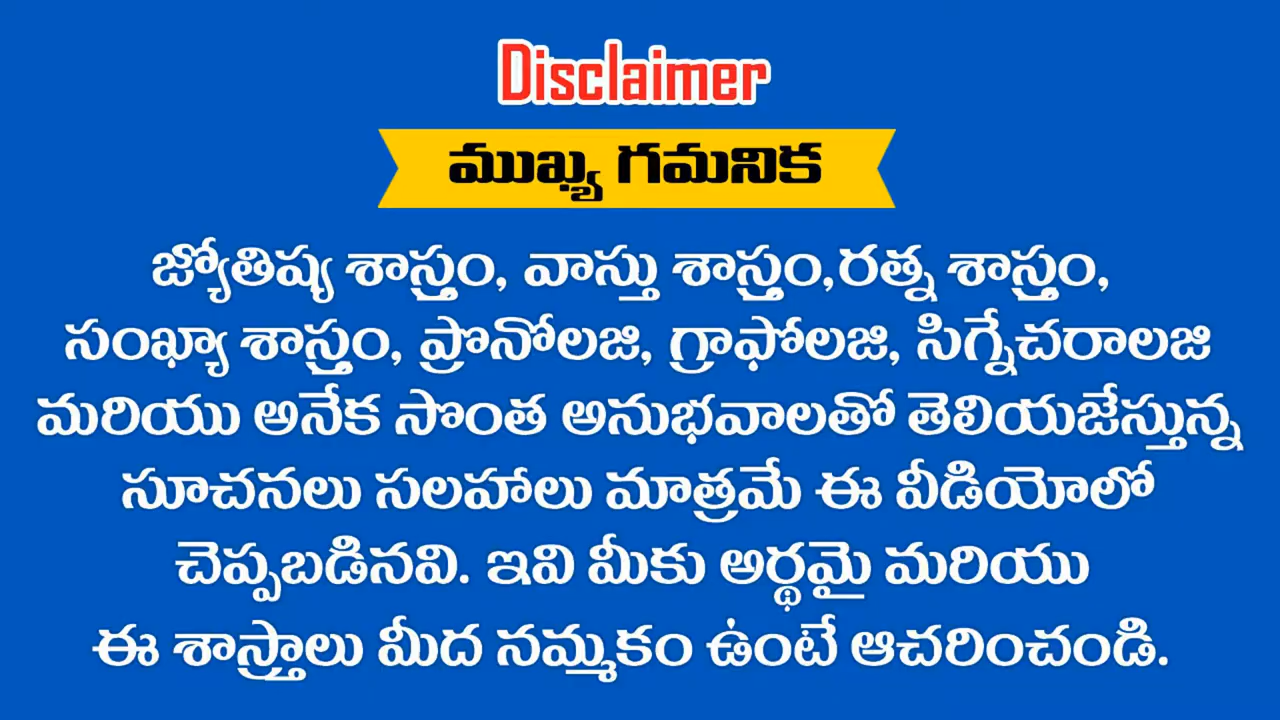 Disclaimer
ముఖ్య గమనిక
జ్యోతిష్య శాస్త్రం, వాస్తు శాస్త్రం,రత్న శాస్త్రం,
సంఖ్యా శాస్త్రం, ప్రొనోలజి, గ్రాఫోలజి, సిగ్నేచరాలజి
మరియు అనేక సొంత అనుభవాలతో తెలియజేస్తున్న
సూచనలు సలహాలు మాత్రమే ఈ వీడియోలో
చెప్పబడినవి. ఇవి మీకు అర్థమై మరియు
ఈ శాస్త్రాలు మీద నమ్మకం ఉంటే ఆచరించండి.